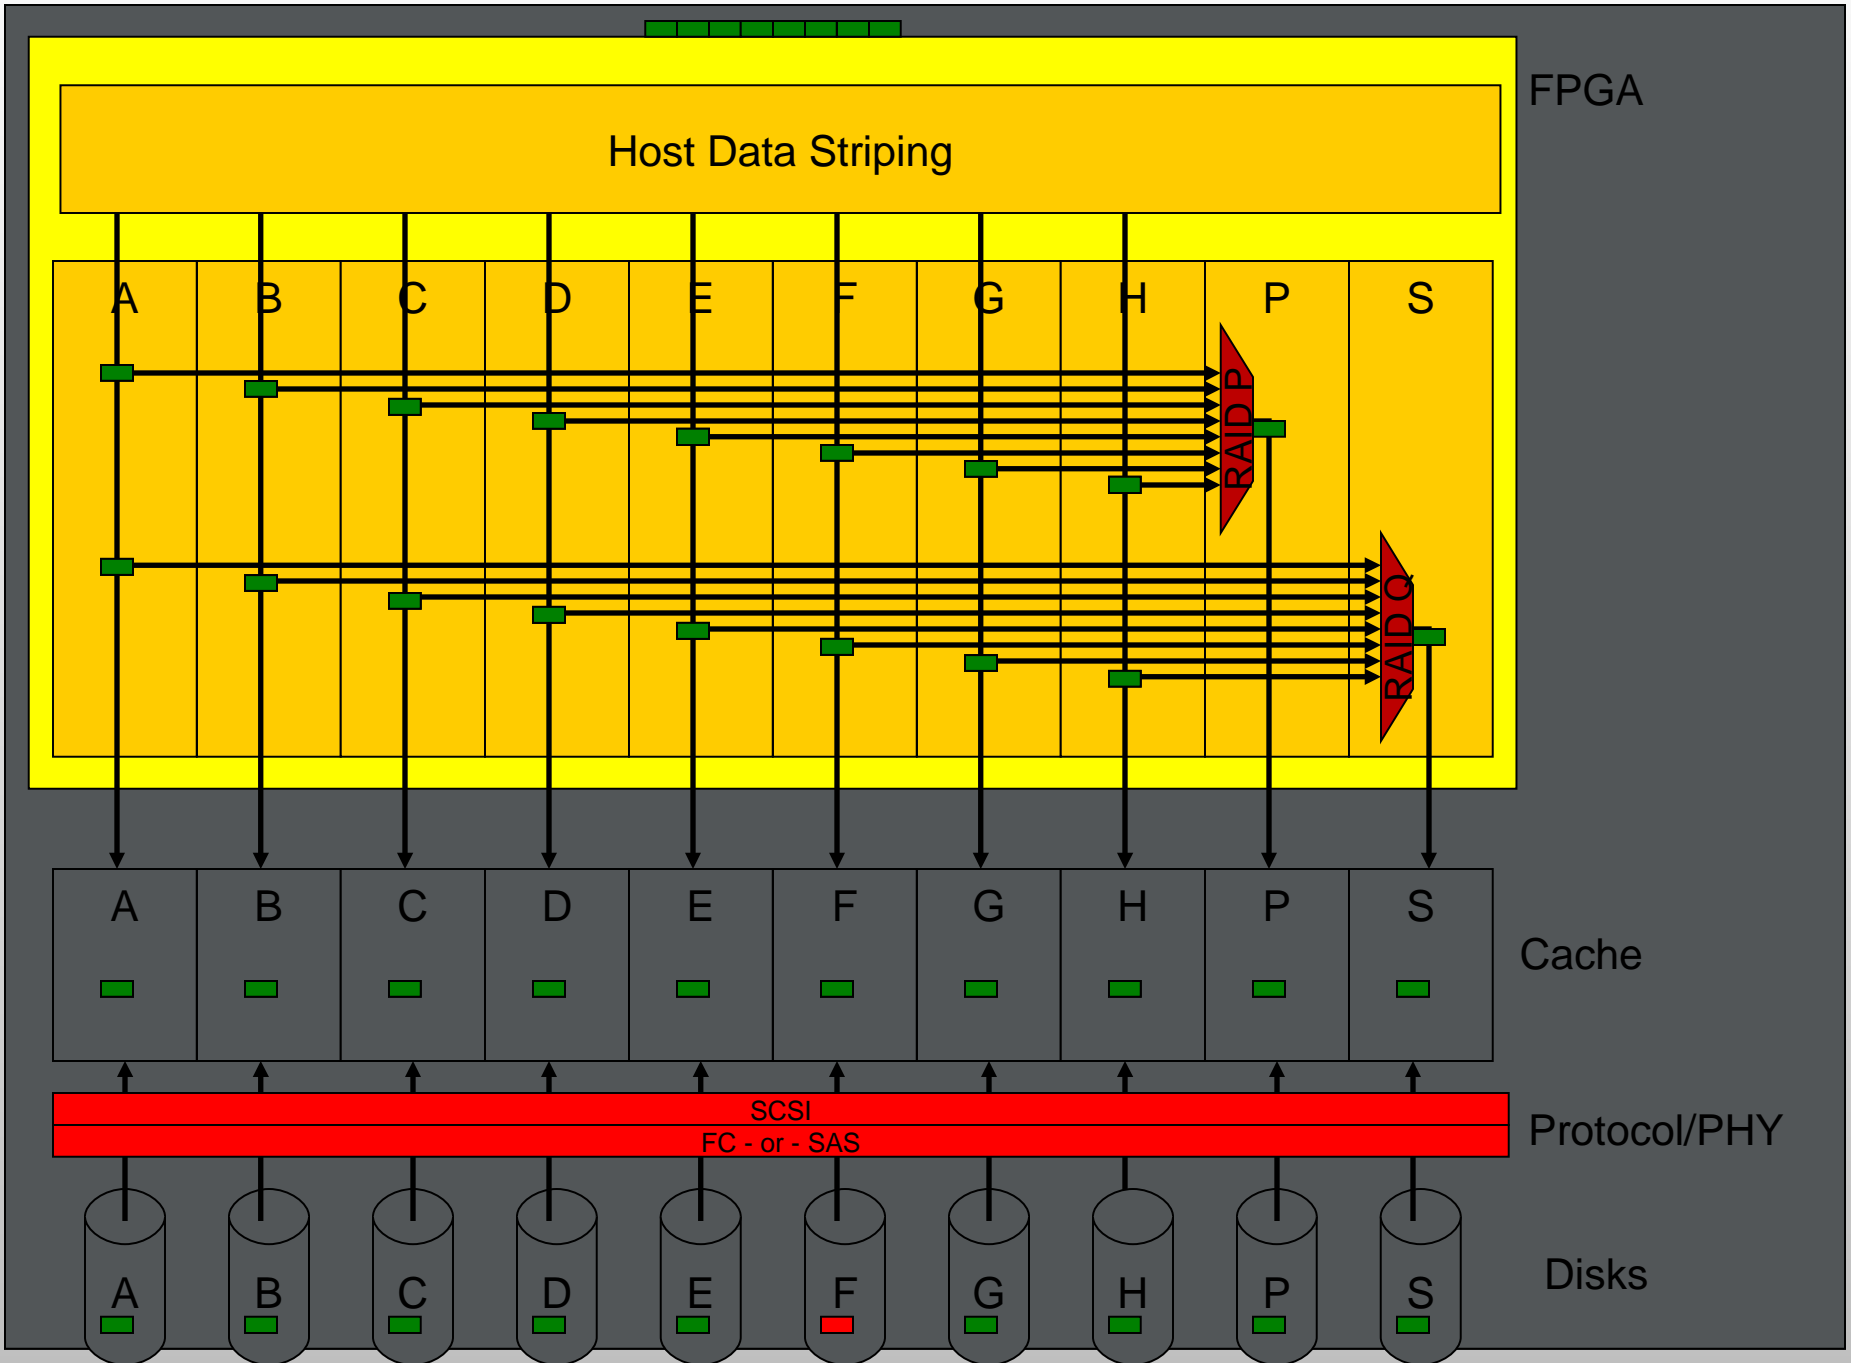 FPGA
Host Data Striping
A B C D E F G H P S
RAID P
RAID Q
A B C D E F G H P S
Cache
SCSI
FC - or - SAS
Protocol/PHY
A B C D E F G H P S
Disks